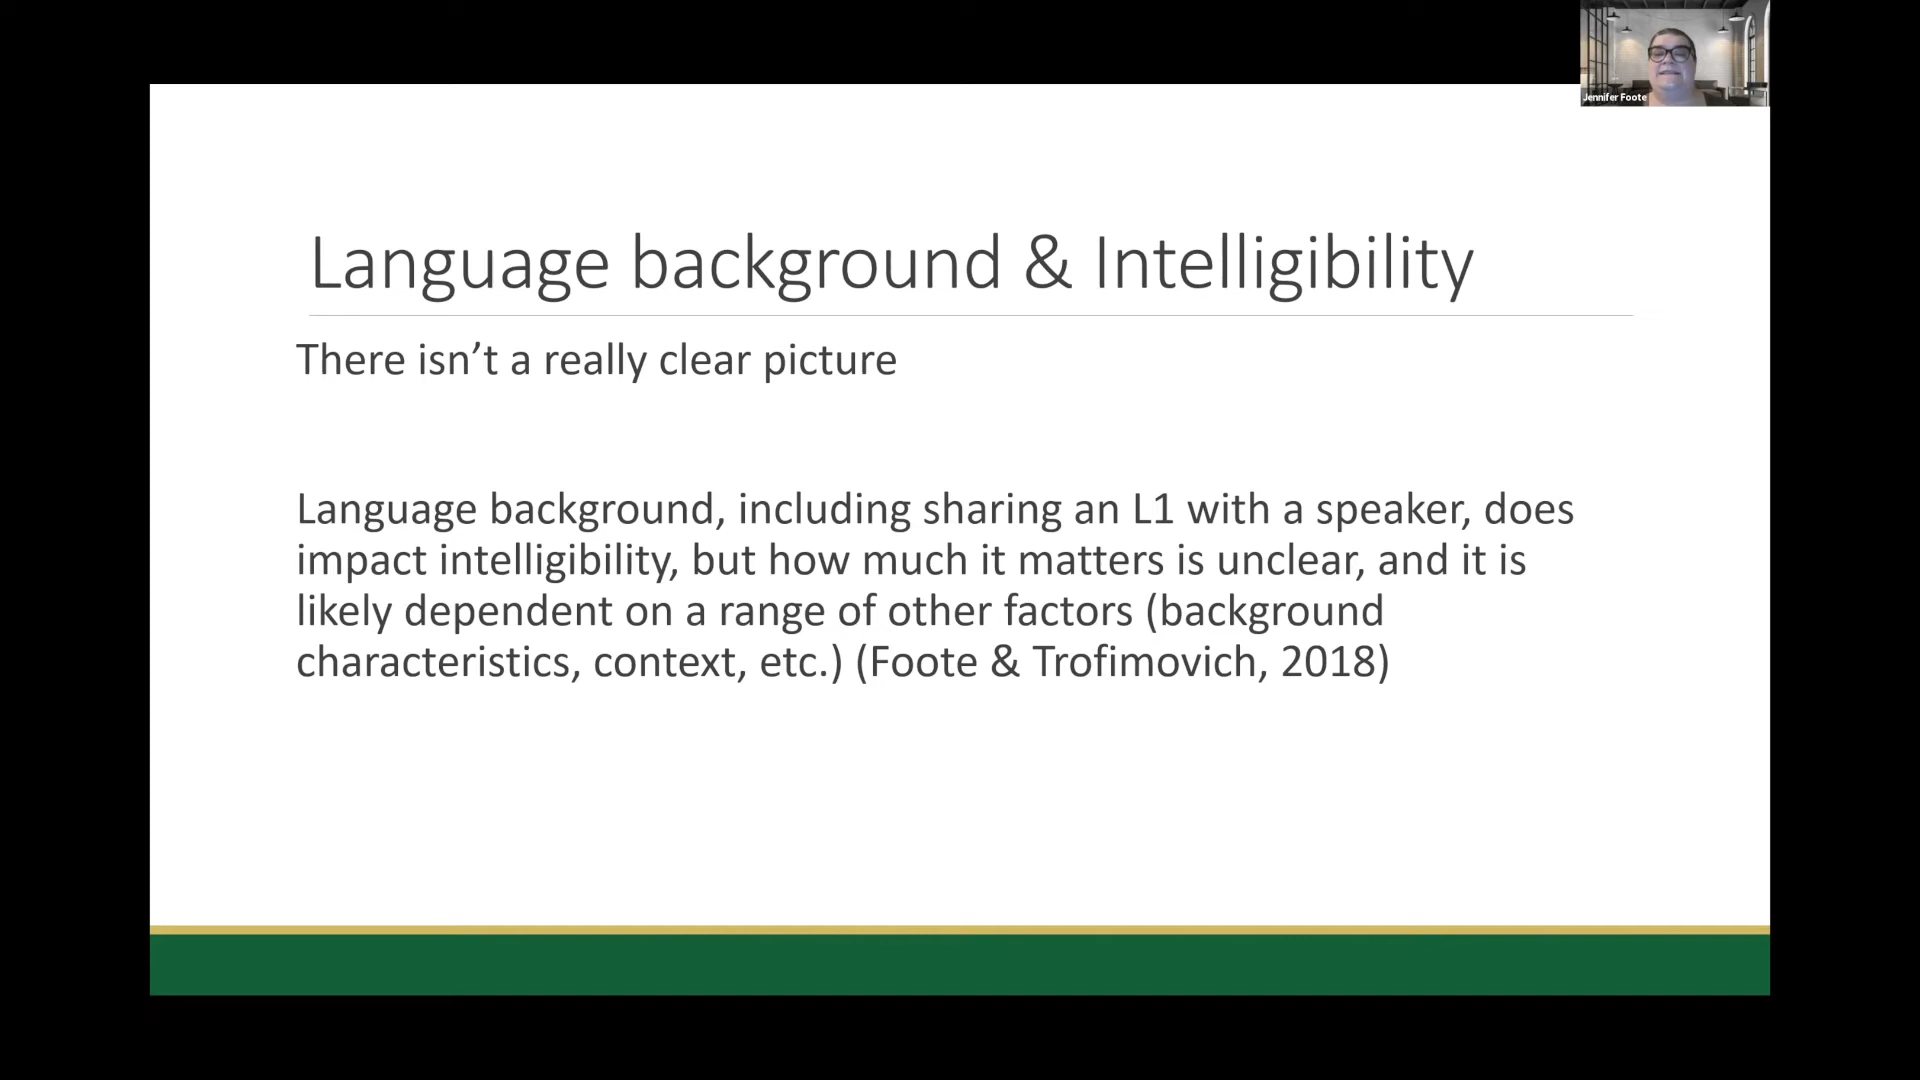 Jennifer Foote
Language background & Intelligibility
There isn’t a really clear picture
Language background, including sharing an L1 with a speaker, does
impact intelligibility, but how much it matters is unclear, and it is
likely dependent on a range of other factors (background
characteristics, context, etc.) (Foote & Trofimovich, 2018)